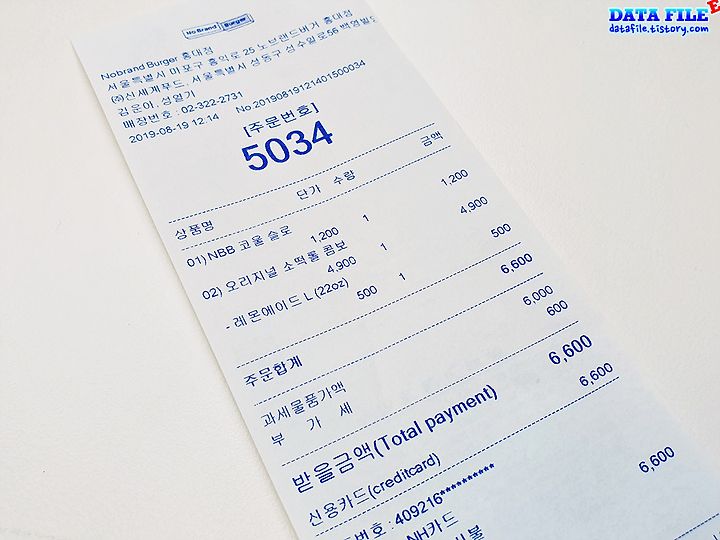 DATA FILE
datafile.tistory.com
No Brand Burger
Nobrand Burger 홍대점
서울특별시 마포구 홍익로 25 노브랜드버거 홍대점
(주)신세계푸드, 서울특별시 성동구 성수일로56 백영빌딩
김운아, 성열기
매장번호 : 02-322-2731
2019-08-19 12:14 No.20190819121401500034
[주문번호]
5034
상품명 단가 수량 금액
01) NBB 코울슬로
1,200 1 1,200
02) 오리지널 소떡롤 콤보
4,900 1 4,900
- 레몬에이드 L (22oz)
500 1 500
주문합계 6,600
과세물품가액 6,000
부 가 세 600
받을금액(Total payment) 6,600
신용카드(creditcard) 6,600
번호 : 409216**********
NH카드 6,600